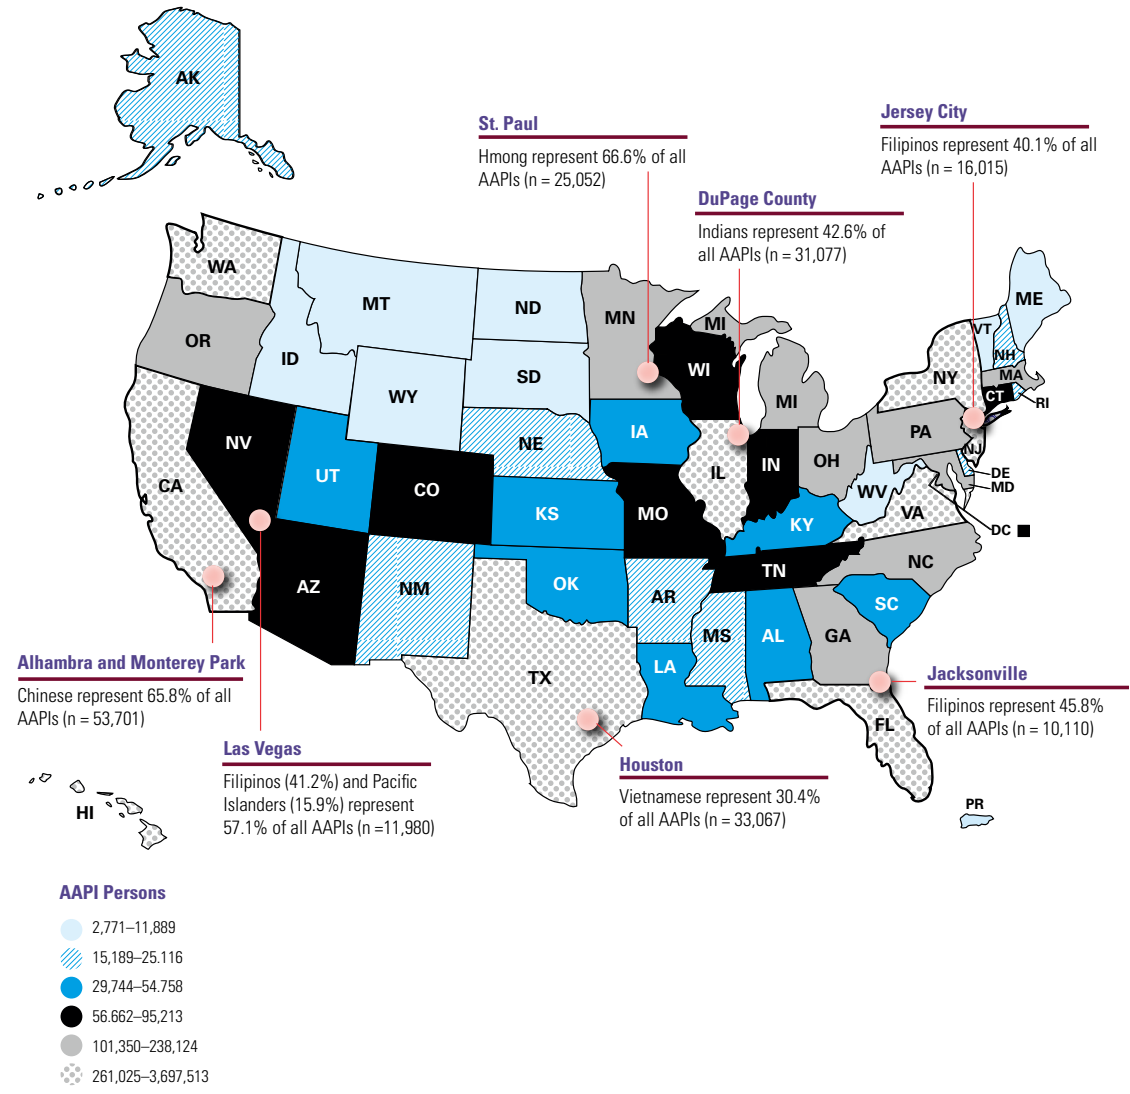 AK
St. Paul
Hmong represent 66.6% of all
AAPIs (n = 25,052)
Jersey City
Filipinos represent 40.1% of all
AAPIs (n = 16,015)
DuPage County
Indians represent 42.6% of
all AAPIs (n = 31,077)
WA
MT
ND
MN
MI
ME
VT
NH
OR
ID
SD
WI
NY
MA
WY
MI
CT
RI
NV
NE
IA
PA
CA
UT
CO
IL
IN
OH
NJ
DE
MD
KS
MO
WV
KY
VA
DC
AZ
NM
OK
AR
TN
NC
MS
AL
GA
SC
TX
LA
FL
Alhambra and Monterey Park
Chinese represent 65.8% of all
AAPIs (n = 53,701)
Jacksonville
Filipinos represent 45.8%
of all AAPIs (n = 10,110)
Las Vegas
Filipinos (41.2%) and Pacific
Islanders (15.9%) represent
57.1% of all AAPIs (n =11,980)
Houston
Vietnamese represent 30.4%
of all AAPIs (n = 33,067)
HI
PR
AAPI Persons
2,771–11,889
15,189–25.116
29,744–54.758
56.662–95,213
101,350–238,124
261,025–3,697,513